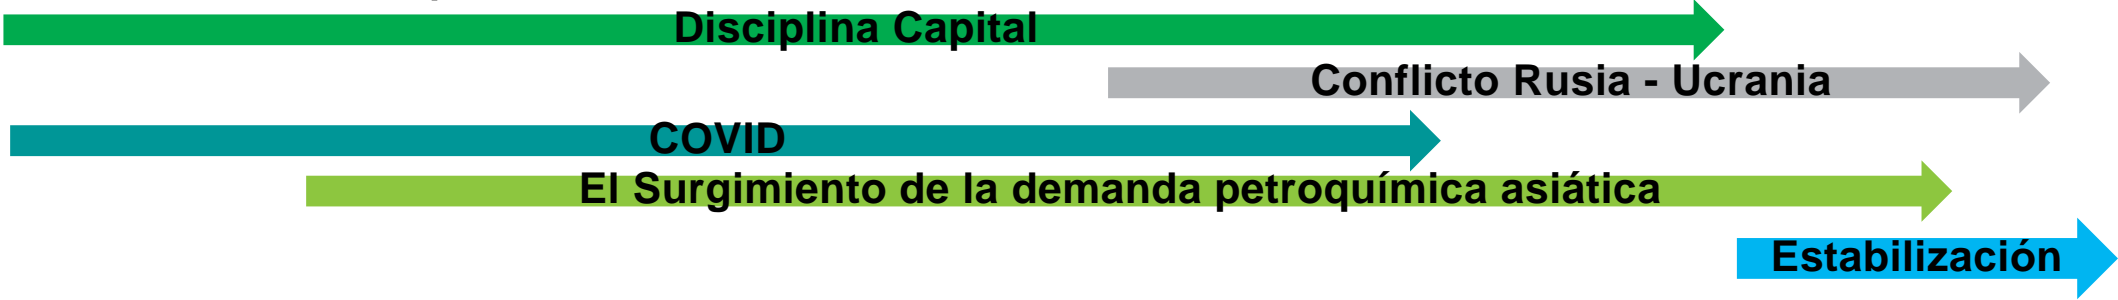 Disciplina Capital
Conflicto Rusia - Ucrania
COVID
El Surgimiento de la demanda petroquímica asiática
Estabilización